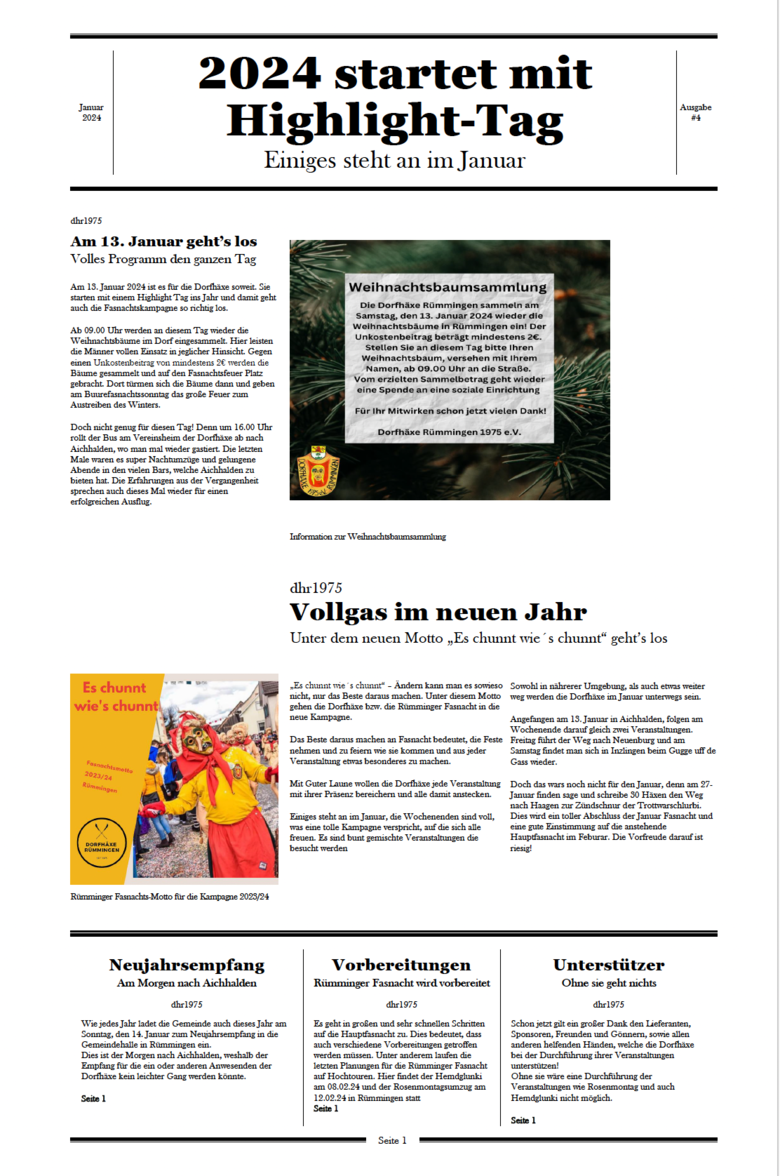 Januar
2024
2024 startet mit
Highlight-Tag
Einiges steht an im Januar
Ausgabe
#4
dhr1975
Am 13. Januar geht's los
Volles Programm den ganzen Tag
Am 13. Januar 2024 ist es für die Dorfhäxe soweit. Sie
starten mit einem Highlight Tag ins Jahr und damit geht
auch die Fasnachtskampagne so richtig los.
Ab 09.00 Uhr werden an diesem Tag wieder die
Weihnachtsbäume im Dorf eingesammelt. Hier leisten
die Männer vollen Einsatz in jeglicher Hinsicht. Gegen
einen Unkostenbeitrag von mindestens 2€ werden die
Bäume gesammelt und auf den Fasnachtsfeuer Platz
gebracht. Dort türmen sich die Bäume dann und geben
am Buurefasnachtssonntag das große Feuer zum
Austreiben des Winters.
Doch nicht genug für diesen Tag! Denn um 16.00 Uhr
rollt der Bus am Vereinsheim der Dorfhäxe ab nach
Aichhalden, wo man mal wieder gastiert. Die letzten
Male waren es super Nachtumzüge und gelungene
Abende in den vielen Bars, welche Aichhalden zu
bieten hat. Die Erfahrungen aus der Vergangenheit
sprechen auch dieses Mal wieder für einen
erfolgreichen Ausflug.
Weihnachtsbaumsammlung
Die Dorfhäxe Rümmingen sammeln am
Samstag, den 13. Januar 2024 wieder die
Weihnachtsbäume in Rümmingen ein! Der
Unkostenbeitrag beträgt mindestens 2€.
Stellen Sie an diesem Tag bitte Ihren
Weihnachtsbaum, versehen mit Ihrem
Namen, ab 09.00 Uhr an die Straße.
Vom erzielten Sammelbetrag geht wieder
eine Spende an eine soziale Einrichtung
Für Ihr Mitwirken schon jetzt vielen Dank!
Dorfhäxe Rümmingen 1975 e.V.
DORFHÄXE 1975 e.V. RÜMMINGEN
Information zur Weihnachtsbaumsammlung
dhr1975
Vollgas im neuen Jahr
Unter dem neuen Motto „Es chunnt wie´s chunnt“ geht's los
Es chunnt
wie's chunnt
Fasnachtsmotto
2023/24
Rümmingen
DORFHÄXE
RÜMMINGEN
Rümminger Fasnachts-Motto für die Kampagne 2023/24
„Es chunnt wie´s chunnt“ – Ändern kann man es sowieso
nicht, nur das Beste daraus machen. Unter diesem Motto
gehen die Dorfhäxe bzw. die Rümminger Fasnacht in die
neue Kampagne.
Das Beste daraus machen an Fasnacht bedeutet, die Feste
nehmen und zu feiern wie sie kommen und aus jeder
Veranstaltung etwas besonderes zu machen.
Mit Guter Laune wollen die Dorfhäxe jede Veranstaltung
mit ihrer Präsenz bereichern und alle damit anstecken.
Einiges steht an im Januar, die Wochenenden sind voll,
was eine tolle Kampagne verspricht, auf die sich alle
freuen. Es sind bunt gemischte Veranstaltungen die
besucht werden
Sowohl in nährerer Umgebung, als auch etwas weiter
weg werden die Dorfhäxe im Januar unterwegs sein.
Angefangen am 13. Januar in Aichhalden, folgen am
Wochenende darauf gleich zwei Veranstaltungen.
Freitag führt der Weg nach Neuenburg und am
Samstag findet man sich in Inzlingen beim Gugge uff de
Gass wieder.
Doch das wars noch nicht für den Januar, denn am 27-
Januar finden sage und schreibe 30 Häxen den Weg
nach Haagen zur Zündschnur der Trottwarschlurbi.
Dies wird ein toller Abschluss der Januar Fasnacht und
eine gute Einstimmung auf die anstehende
Hauptfasnacht im Feburar. Die Vorfreude darauf ist
riesig!
Neujahrsempfang
Am Morgen nach Aichhalden
dhr1975
Wie jedes Jahr ladet die Gemeinde auch dieses Jahr am
Sonntag, den 14. Januar zum Neujahrsempfang in die
Gemeindehalle in Rümmingen ein.
Dies ist der Morgen nach Aichhalden, weshalb der
Empfang für die ein oder anderen Anwesenden der
Dorfhäxe kein leichter Gang werden könnte.
Seite 1
Vorbereitungen
Rümminger Fasnacht wird vorbereitet
dhr1975
Es geht in großen und sehr schnellen Schritten
auf die Hauptfasnacht zu. Dies bedeutet, dass
auch verschiedene Vorbereitungen getroffen
werden müssen. Unter anderem laufen die
letzten Planungen für die Rümminger Fasnacht
auf Hochtouren. Hier findet der Hemdglunki
am 08.02.24 und der Rosenmontagsumzug am
12.02.24 in Rümmingen statt
Seite 1
Unterstützer
Ohne sie geht nichts
dhr1975
Schon jetzt gilt ein großer Dank den Lieferanten,
Sponsoren, Freunden und Gönnern, sowie allen
anderen helfenden Händen, welche die Dorfhäxe
bei der Durchführung ihrer Veranstaltungen
unterstützen!
Ohne sie wäre eine Durchführung der
Veranstaltungen wie Rosenmontag und auch
Hemdglunki nicht möglich.
Seite 1
Seite 1